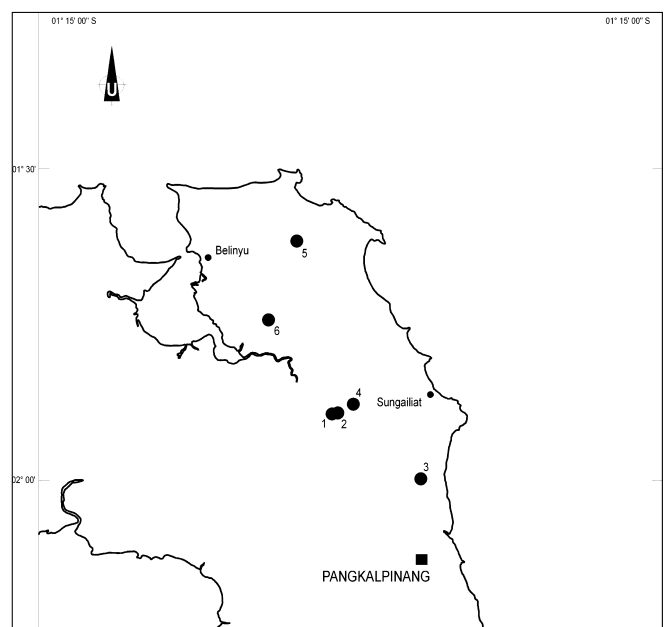 01° 15' 00" S
01° 15' 00" S
U
01° 30'
Belinyu
5
6
4
Sungailiat
1
2
3
02° 00'
PANGKALPINANG